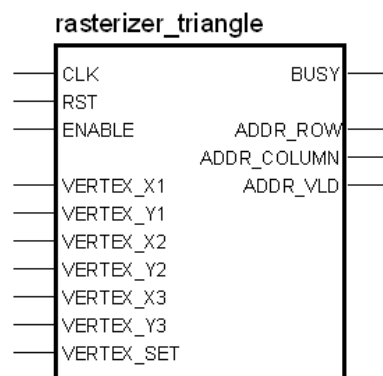 rasterizer_triangle
CLK BUSY
RST
ENABLE ADDR_ROW
ADDR_COLUMN
VERTEX_X1 ADDR_VLD
VERTEX_Y1
VERTEX_X2
VERTEX_Y2
VERTEX_X3
VERTEX_Y3
VERTEX_SET